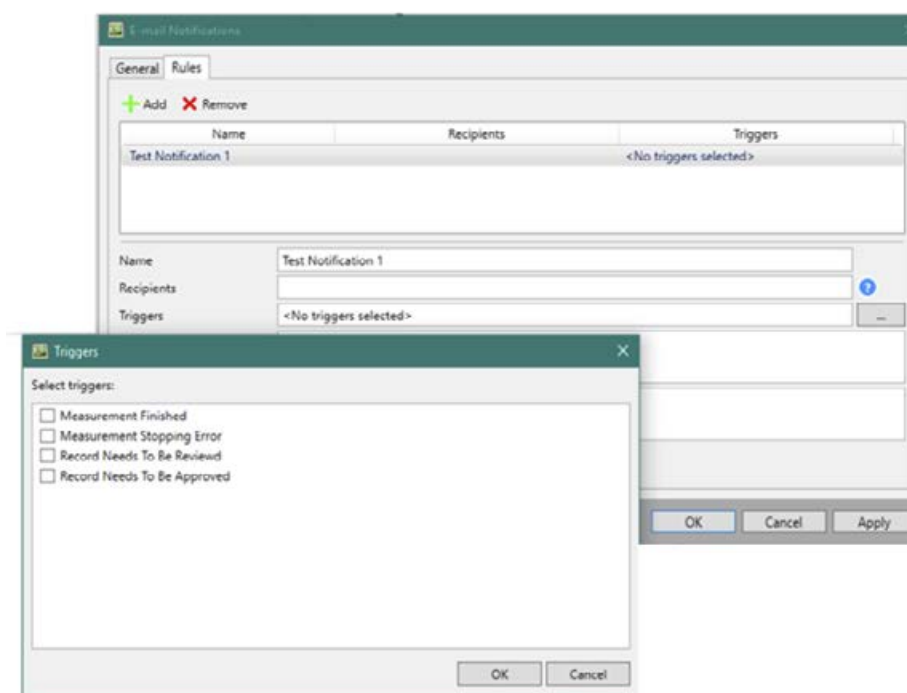 E-mail Notifications
General Rules
Add Remove
Name Recipients Triggers
Test Notification 1 <No triggers selected>
Name Test Notification 1
Recipients
Triggers <No triggers selected> ...
OK Cancel Apply
Triggers
Select triggers:
Measurement Finished
Measurement Stopping Error
Record Needs To Be Reviewd
Record Needs To Be Approved
OK Cancel